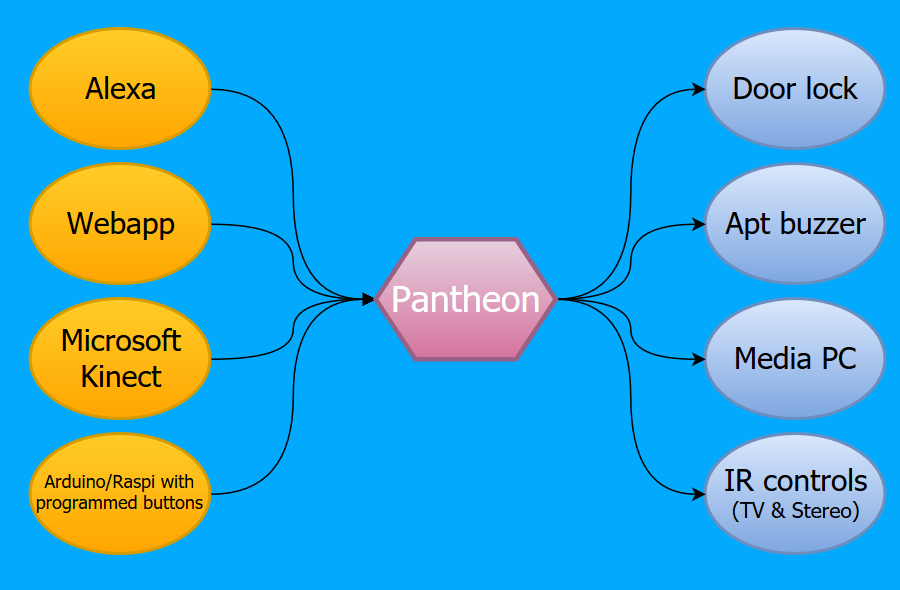 Alexa
Webapp
Microsoft
Kinect
Arduino/Raspi with
programmed buttons
Pantheon
Door lock
Apt buzzer
Media PC
IR controls
(TV & Stereo)